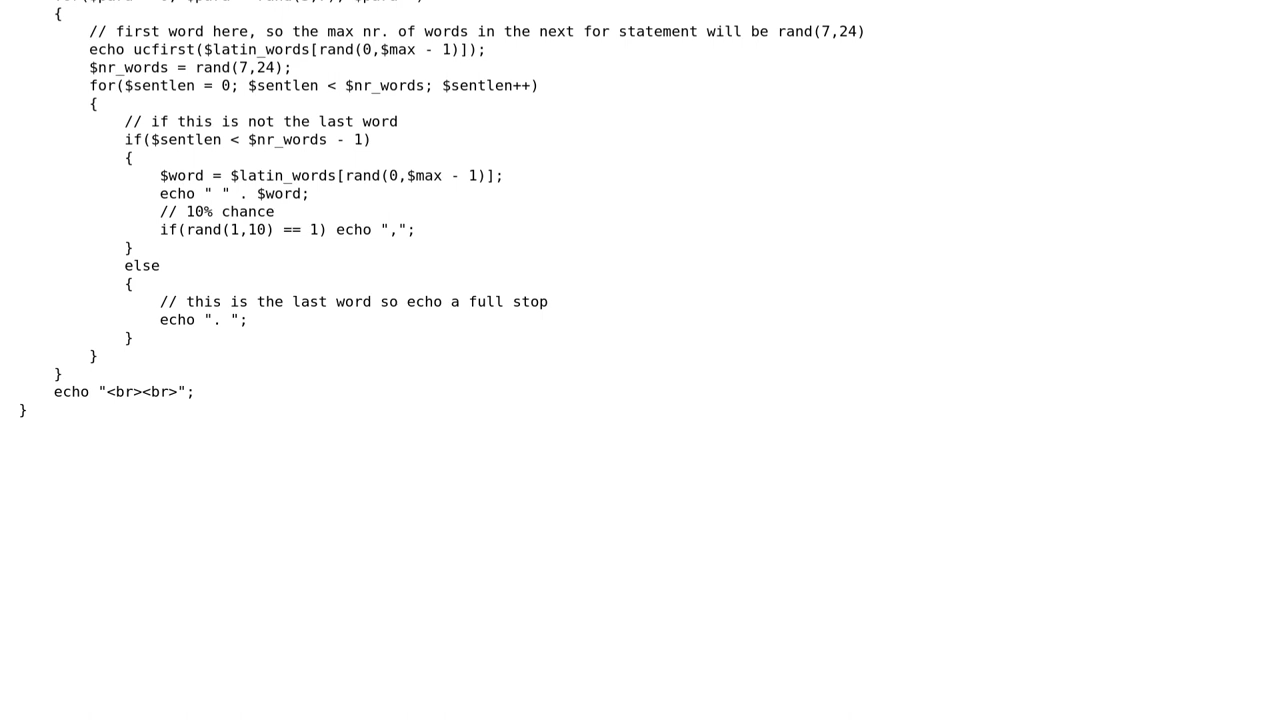 {
// first word here, so the max nr. of words in the next for statement will be rand(7,24)
echo ucfirst($latin_words[rand(0,$max - 1)]);
$nr_words = rand(7,24);
for($sentlen = 0; $sentlen < $nr_words; $sentlen++)
{
// if this is not the last word
if($sentlen < $nr_words - 1)
{
$word = $latin_words[rand(0,$max - 1)];
echo " " . $word;
// 10% chance
if(rand(1,10) == 1) echo ",";
}
else
{
// this is the last word so echo a full stop
echo ". ";
}
}
}
echo "<br><br>";
}